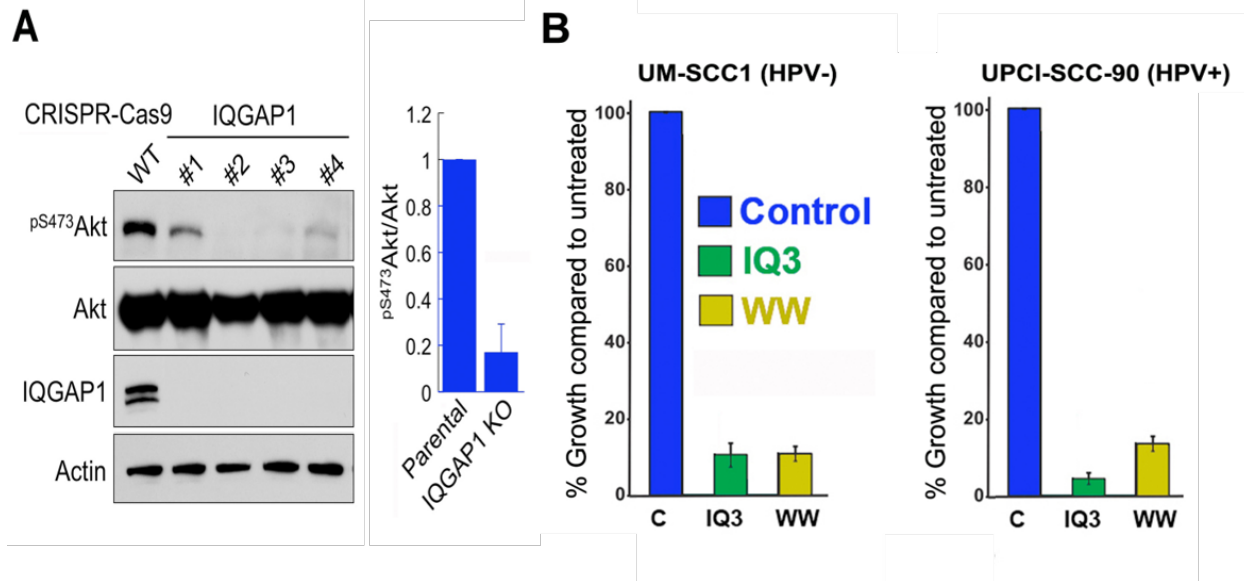 A
CRISPR-Cas9 IQGAP1
WT #1 #2 #3 #4
pS473Akt
Akt
IQGAP1
Actin
1.2
1
0.8
0.6
0.4
0.2
0
pS473Akt/Akt
Parental
IQGAP1 KO
B
UM-SCC1 (HPV-)
% Growth compared to untreated
100
80
60
40
20
0
Control
IQ3
WW
C IQ3 WW
UPCI-SCC-90 (HPV+)
% Growth compared to untreated
100
80
60
40
20
0
C IQ3 WW